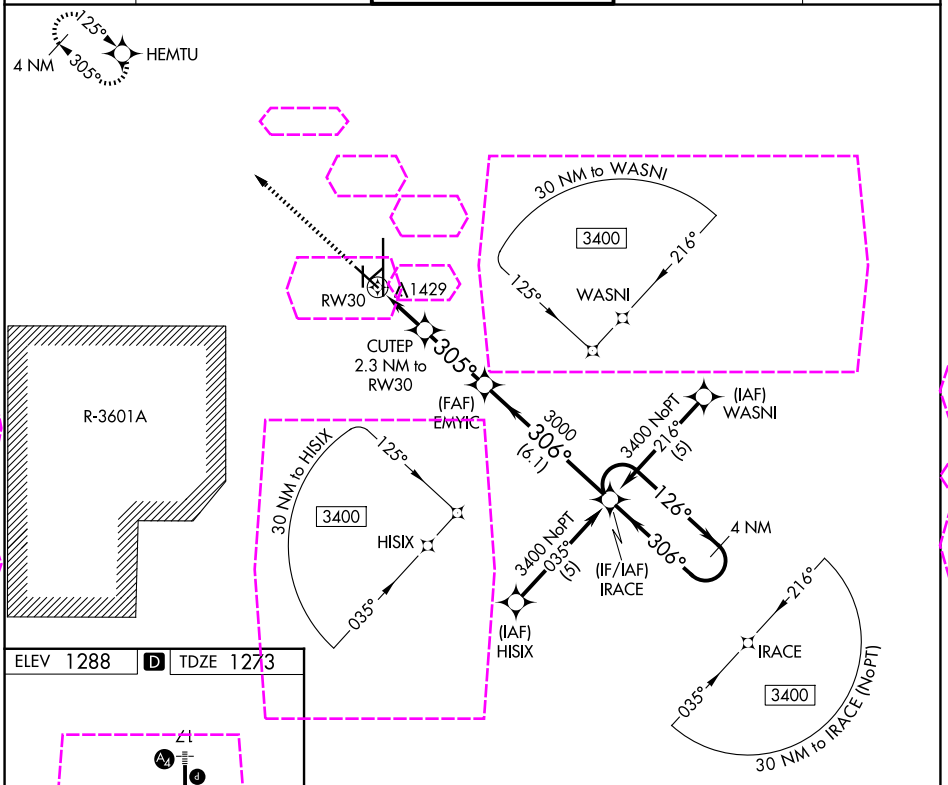 125°
305°
4 NM
HEMTU
30 NM to WASNI
3400
216°
125°
WASNI
RW30
1429
CUTEP
2.3 NM to
RW30
305°
(FAF)
EMYIC
R-3601A
3000
306°
(6.1)
3400 NoPT
216°
(5)
(IAF)
WASNI
30 NM to HISIX
125°
3400
HISIX
035°
126°
4 NM
306°
3400 NoPT
035°
(5)
(IF/IAF)
IRACE
(IAF)
HISIX
216°
IRACE
035°
3400
30 NM to IRACE (NoPT)
ELEV 1288
D
TDZE 1273
17
A4
P